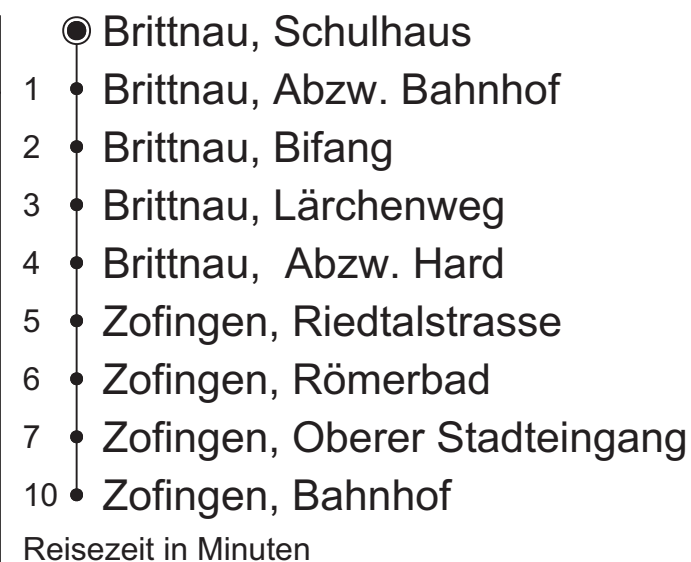 Brittnau, Schulhaus
1 Brittnau, Abzw. Bahnhof
2 Brittnau, Bifang
3 Brittnau, Lärchenweg
4 Brittnau, Abzw. Hard
5 Zofingen, Riedtalstrasse
6 Zofingen, Römerbad
7 Zofingen, Oberer Stadteingang
10 Zofingen, Bahnhof
Reisezeit in Minuten